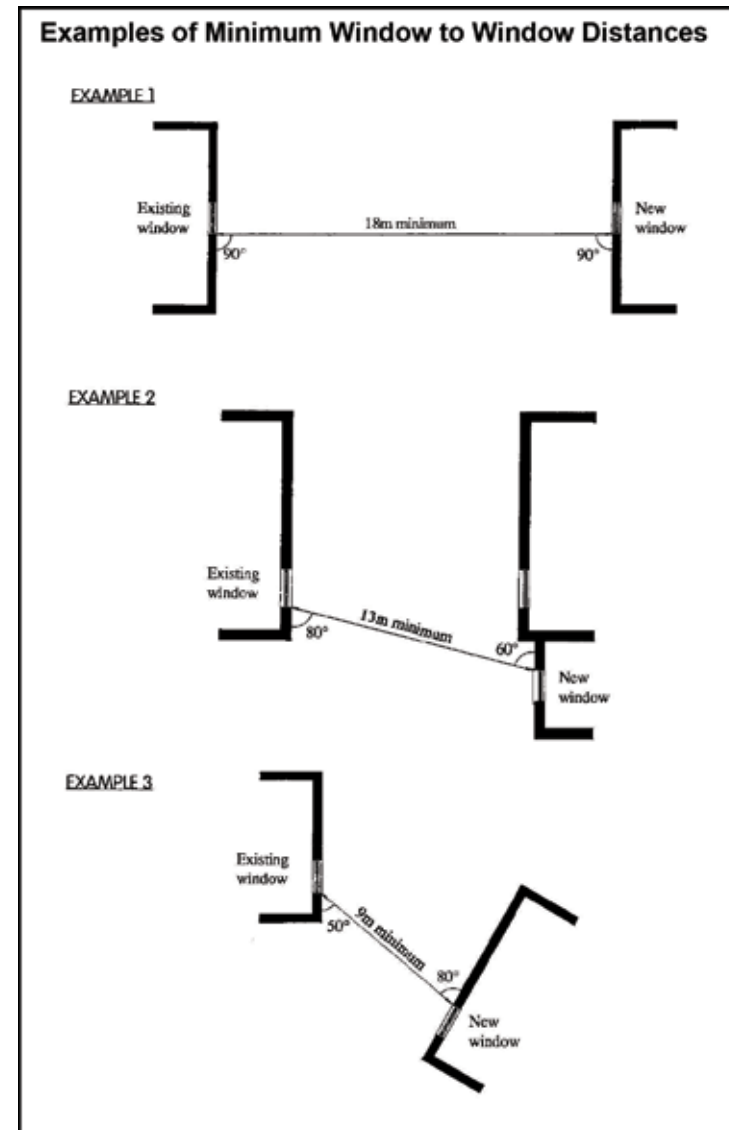 Examples of Minimum Window to Window Distances
EXAMPLE 1
Existing
window
18m minimum
New
window
90°
90°
EXAMPLE 2
Existing
window
13m minimum
80°
60°
New
window
EXAMPLE 3
Existing
window
9m minimum
50°
80°
New
window